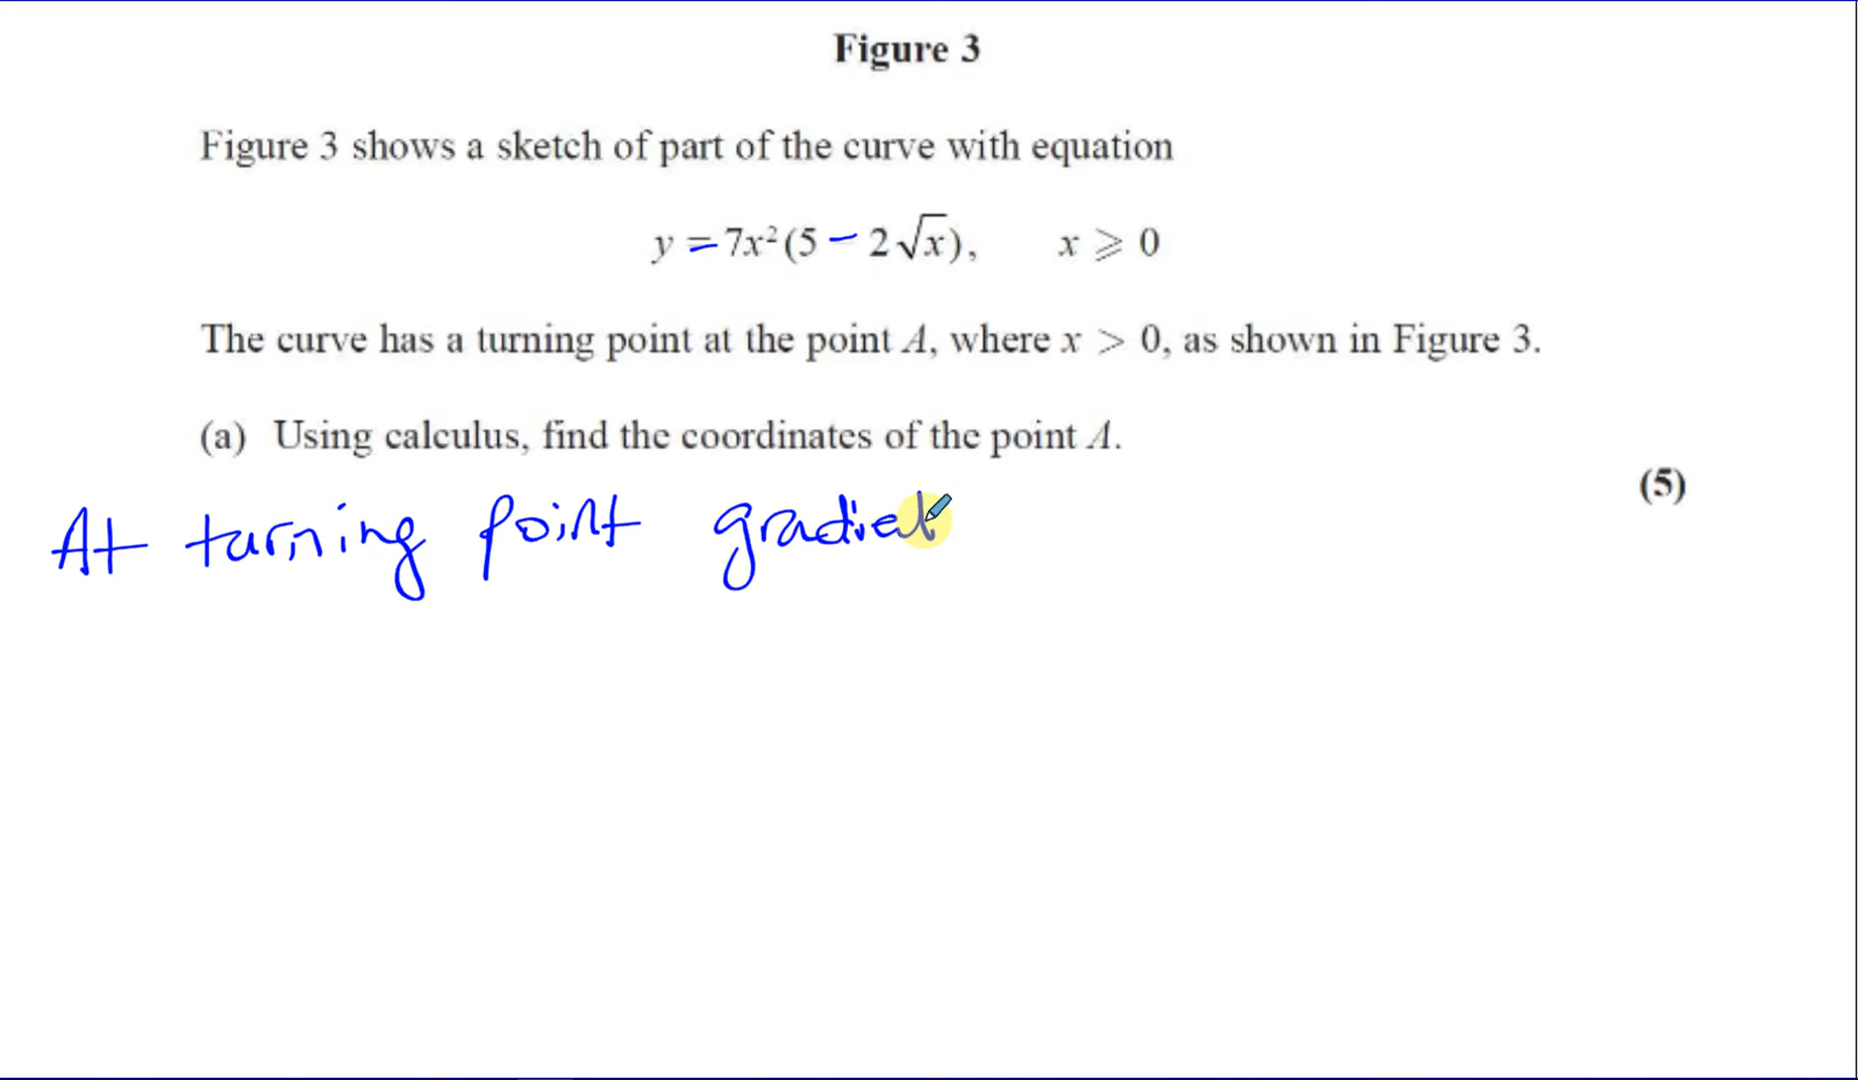 Figure 3
Figure 3 shows a sketch of part of the curve with equation
y = 7x²(5 − 2√x), x ⩾ 0
The curve has a turning point at the point A, where x > 0, as shown in Figure 3.
(a) Using calculus, find the coordinates of the point A.
(5)
At turning point gradiet